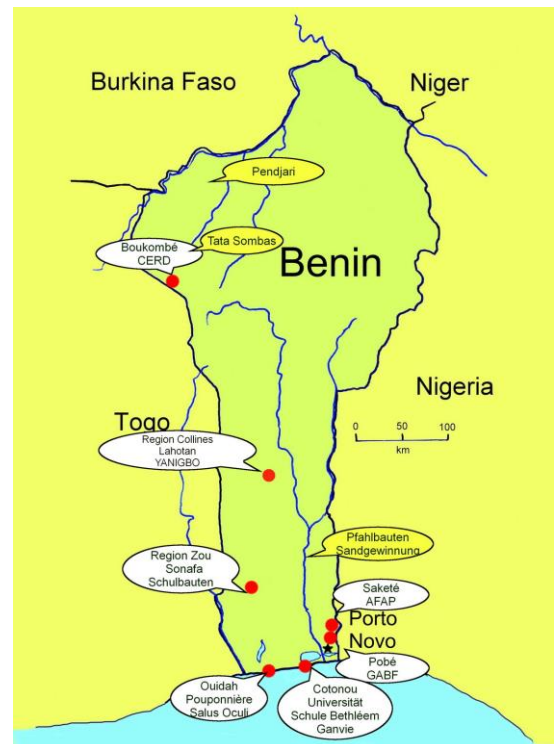 Burkina Faso
Niger
Pendjari
Boukombé
CERD
Tata Sombas
Benin
Nigeria
0 50 100
km
Togo
Region Collines
Lahotan
YANIGBO
Pfahlbauten
Sandgewinnung
Region Zou
Sonafa
Schulbauten
Saketé
AFAP
Porto
Novo
Pobé
GABF
Ouidah
Pouponnière
Salus Oculi
Cotonou
Universität
Schule Bethléem
Ganvie